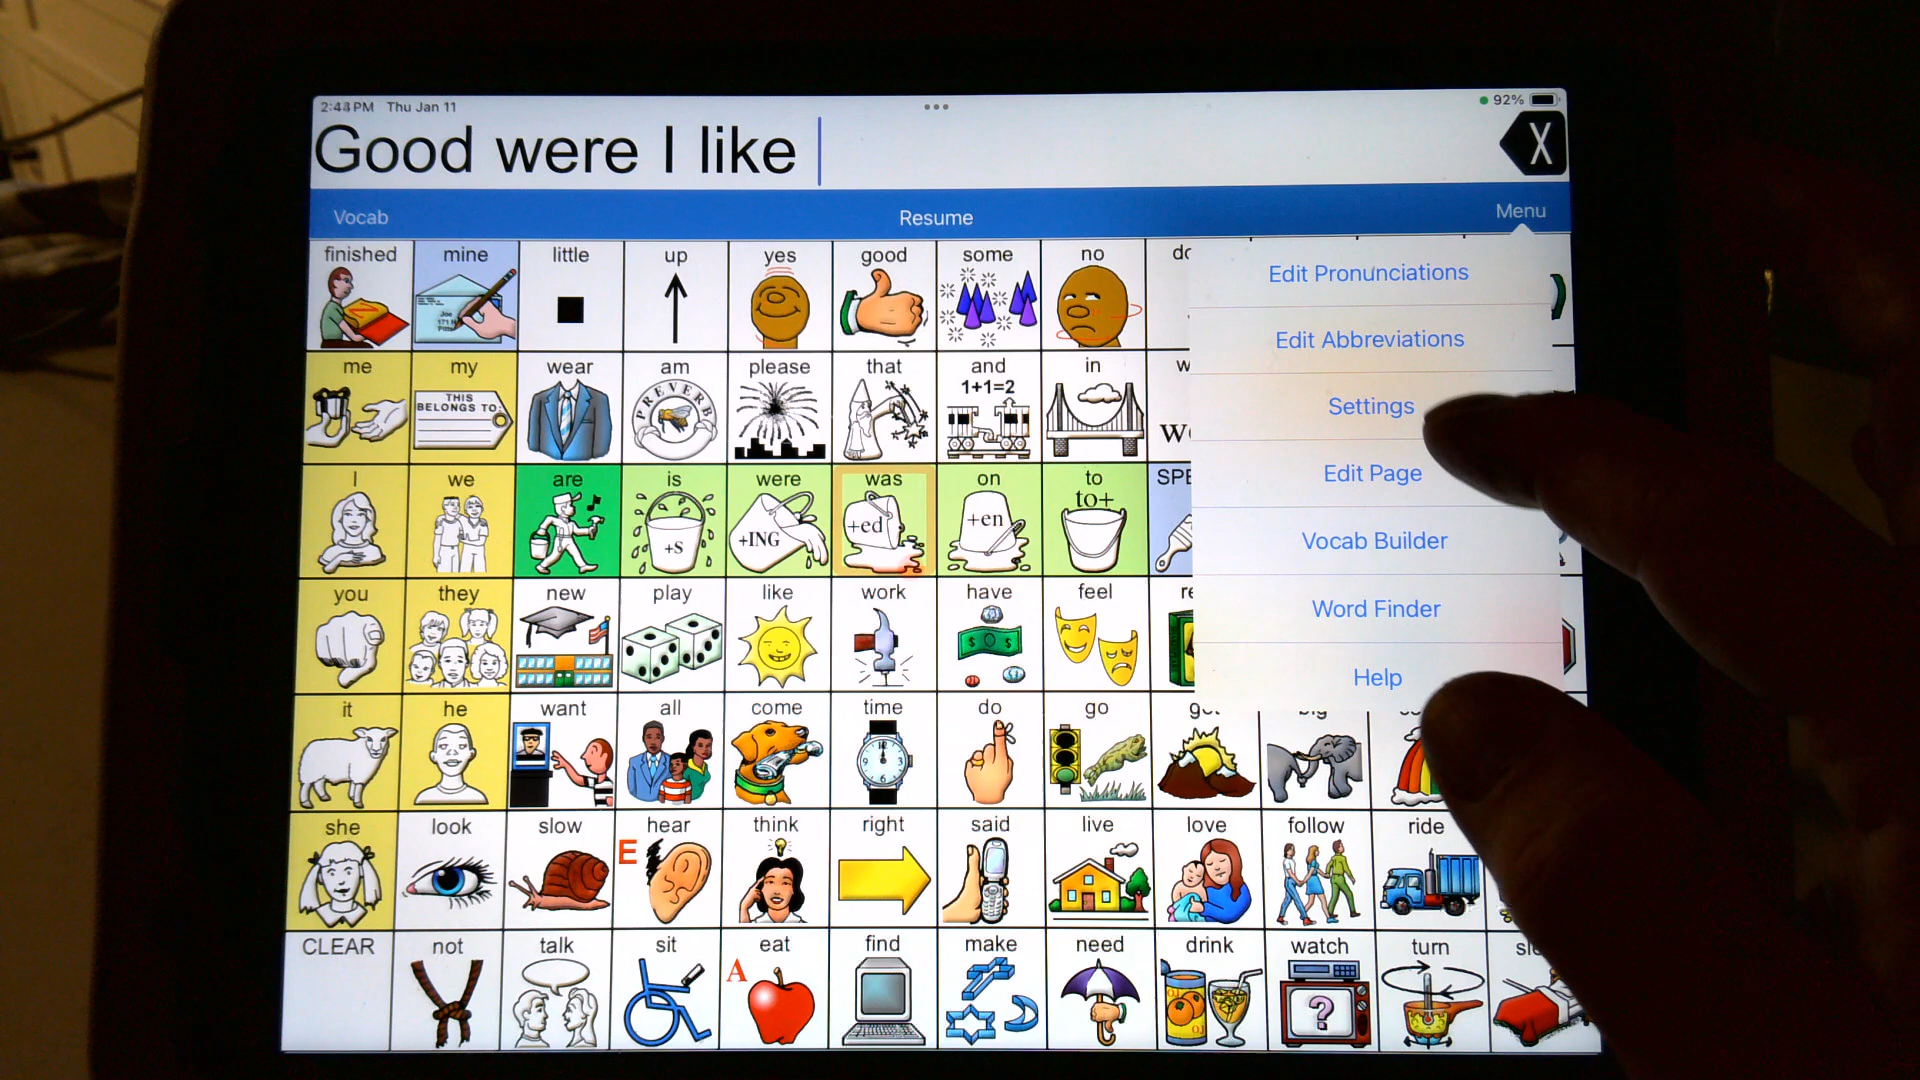 2:43 PM Thu Jan 11
92%
Good were I like
X
Vocab Resume Menu
finished mine little up yes good some no
me my wear am please that and in
THIS BELONGS TO: PREVERB 1+1=2
I we are is were was on to
+S +ING +ed +en to+
you they new play like work have feel
it he want all come time do go
she look slow hear think right said live love follow ride
E
CLEAR not talk sit eat find make need drink watch turn
A
?
Edit Pronunciations
Edit Abbreviations
Settings
Edit Page
Vocab Builder
Word Finder
Help